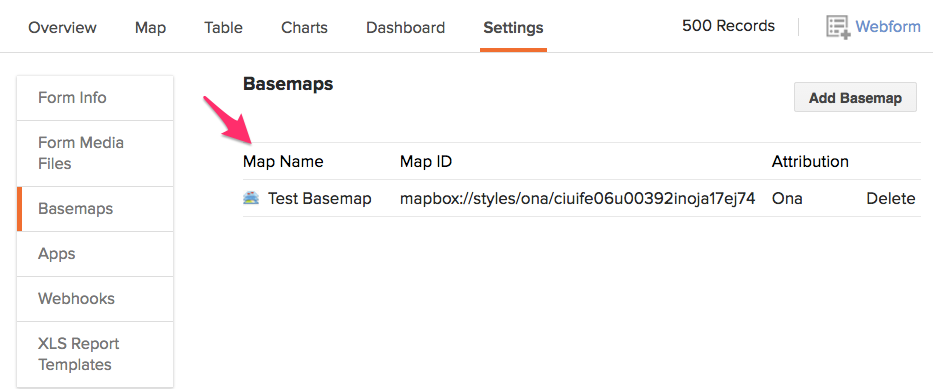 Overview Map Table Charts Dashboard Settings 500 Records Webform
Form Info
Form Media
Files
Basemaps
Apps
Webhooks
XLS Report
Templates
Basemaps
Add Basemap
Map Name Map ID Attribution
Test Basemap mapbox://styles/ona/ciuife06u00392inoja17ej74 Ona Delete